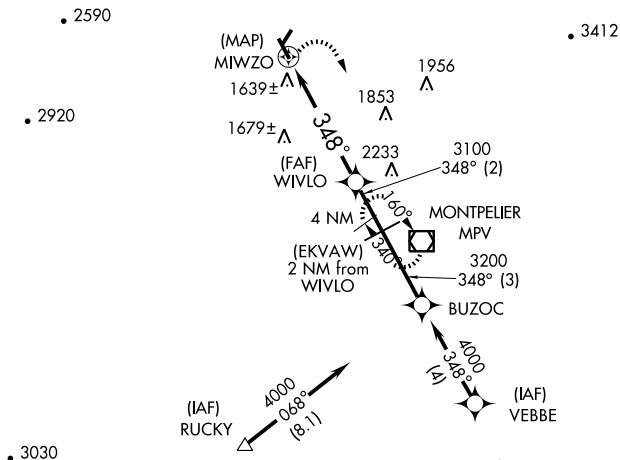 2590
3412
(MAP)
MIWZO
1956
1639±
1853
2920
1679±
348°
2233
3100
348° (2)
(FAF)
WIVLO
160°
4 NM
MONTPELIER
MPV
(EKVAW)
2 NM from
WIVLO
340°
3200
348° (3)
BUZOC
4000
348°
(4)
4000
068°
(8.1)
(IAF)
RUCKY
(IAF)
VEBBE
3030